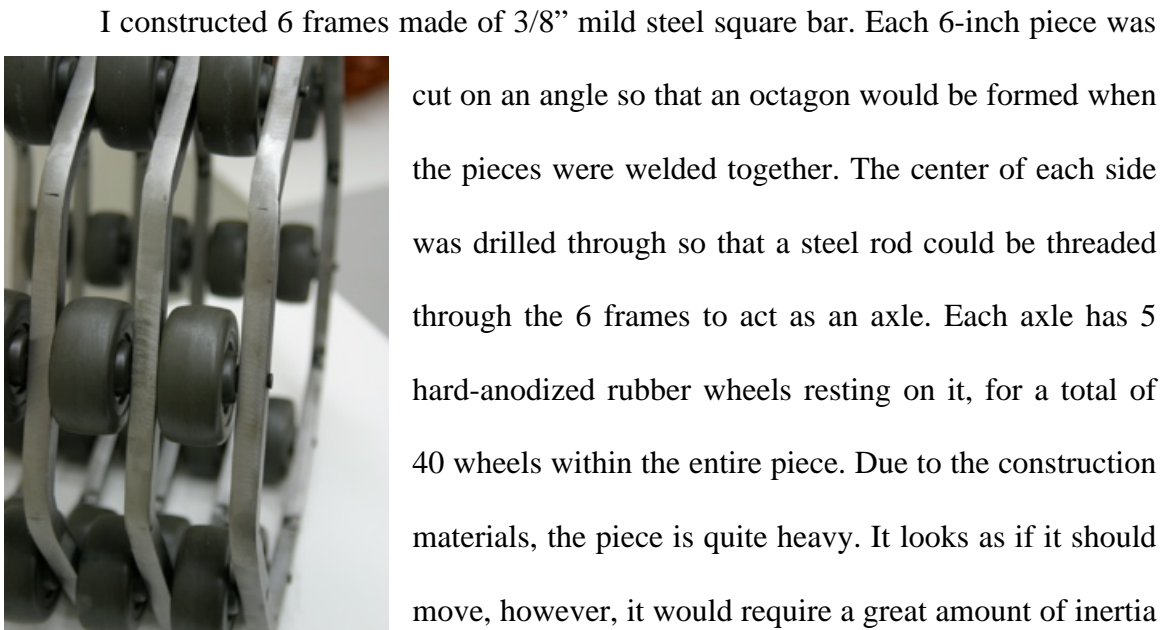 I constructed 6 frames made of 3/8” mild steel square bar. Each 6-inch piece was
cut on an angle so that an octagon would be formed when
the pieces were welded together. The center of each side
was drilled through so that a steel rod could be threaded
through the 6 frames to act as an axle. Each axle has 5
hard-anodized rubber wheels resting on it, for a total of
40 wheels within the entire piece. Due to the construction
materials, the piece is quite heavy. It looks as if it should
move, however, it would require a great amount of inertia